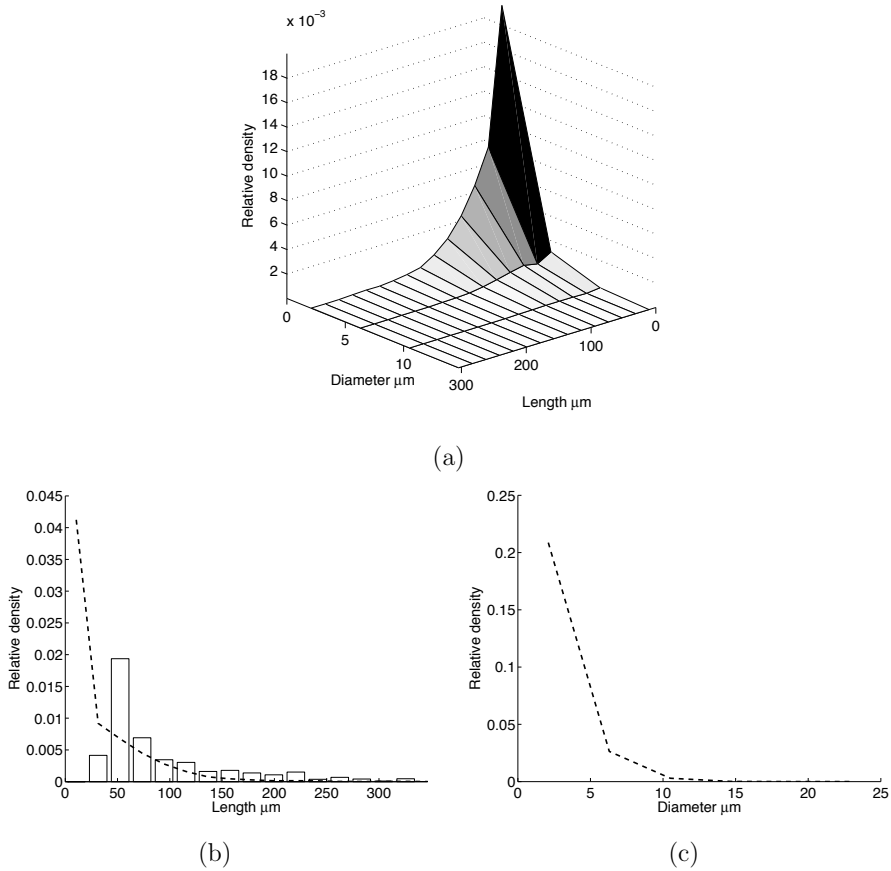 x 10⁻³
18
16
14
12
10
8
6
4
2
Relative density
0
5
10
Diameter μm
300
200
100
0
Length μm
(a)
0.045
0.04
0.035
0.03
0.025
0.02
0.015
0.01
0.005
0
Relative density
0 50 100 150 200 250 300
Length μm
(b)
0.25
0.2
0.15
0.1
0.05
0
Relative density
0 5 10 15 20 25
Diameter μm
(c)